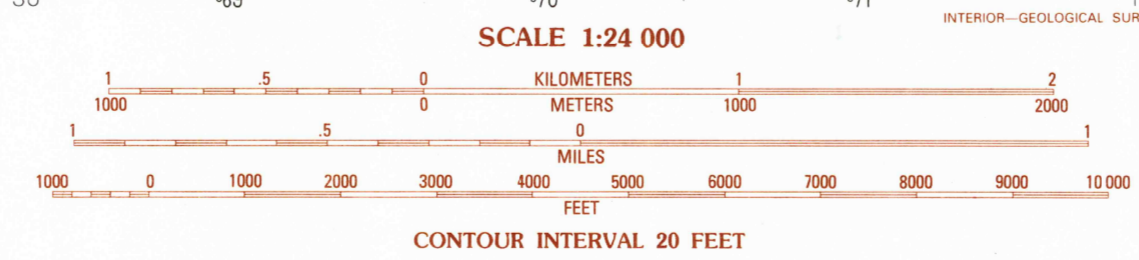 INTERIOR—GEOLOGICAL SUR
SCALE 1:24 000
1 .5 0 KILOMETERS 1 2
1000 0 METERS 1000 2000
1 .5 0 1
MILES
1000 0 1000 2000 3000 4000 5000 6000 7000 8000 9000 10 000
FEET
CONTOUR INTERVAL 20 FEET